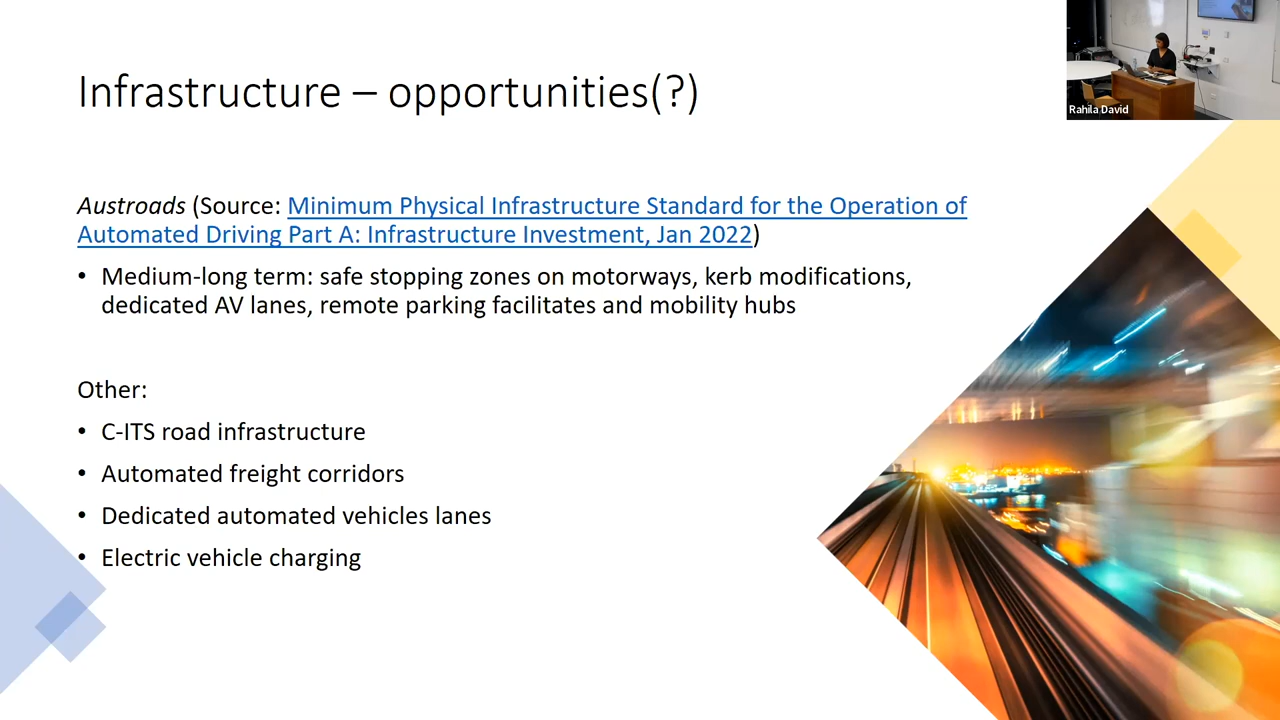 Infrastructure – opportunities(?)
Rahila David
Austroads (Source: Minimum Physical Infrastructure Standard for the Operation of
Automated Driving Part A: Infrastructure Investment, Jan 2022)
• Medium-long term: safe stopping zones on motorways, kerb modifications,
dedicated AV lanes, remote parking facilitates and mobility hubs
Other:
• C-ITS road infrastructure
• Automated freight corridors
• Dedicated automated vehicles lanes
• Electric vehicle charging